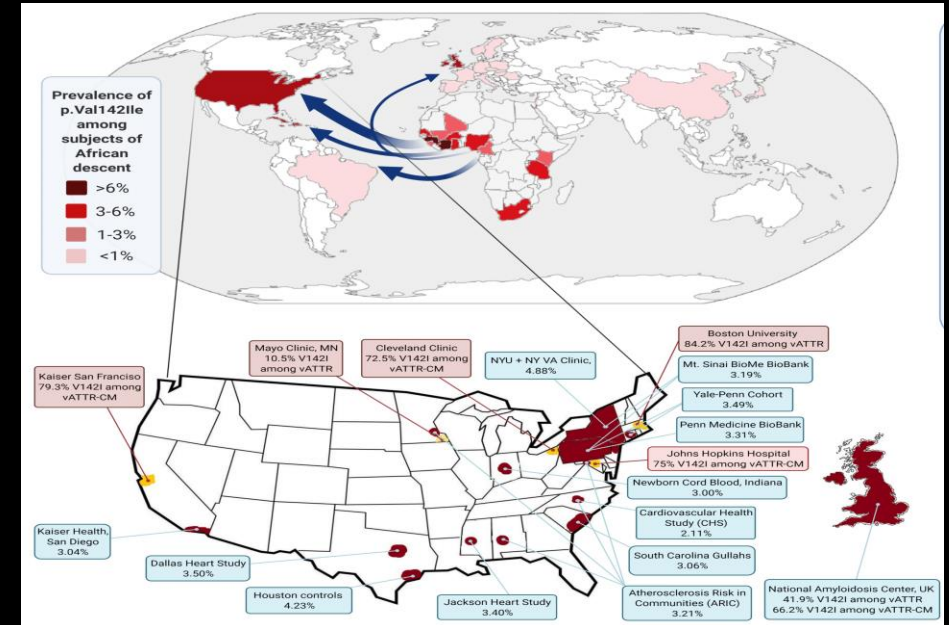 Prevalence of
p.Val142Ile
among
subjects of
African
descent
>6%
3-6%
1-3%
<1%
Kaiser San Franciso
79.3% V142I among
vATTR-CM
Mayo Clinic, MN
10.5% V142I
among vATTR
Cleveland Clinic
72.5% V142I among
vATTR-CM
NYU + NY VA Clinic,
4.88%
Boston University
84.2% V142I among vATTR
Mt. Sinai BioMe BioBank
3.19%
Yale-Penn Cohort
3.49%
Penn Medicine BioBank
3.31%
Johns Hopkins Hospital
75% V142I among vATTR-CM
Newborn Cord Blood, Indiana
3.00%
Cardiovascular Health
Study (CHS)
2.11%
South Carolina Gullahs
3.06%
Atherosclerosis Risk in
Communities (ARIC)
3.21%
Kaiser Health,
San Diego
3.04%
Dallas Heart Study
3.50%
Houston controls
4.23%
Jackson Heart Study
3.40%
National Amyloidosis Center, UK
41.9% V142I among vATTR
66.2% V142I among vATTR-CM